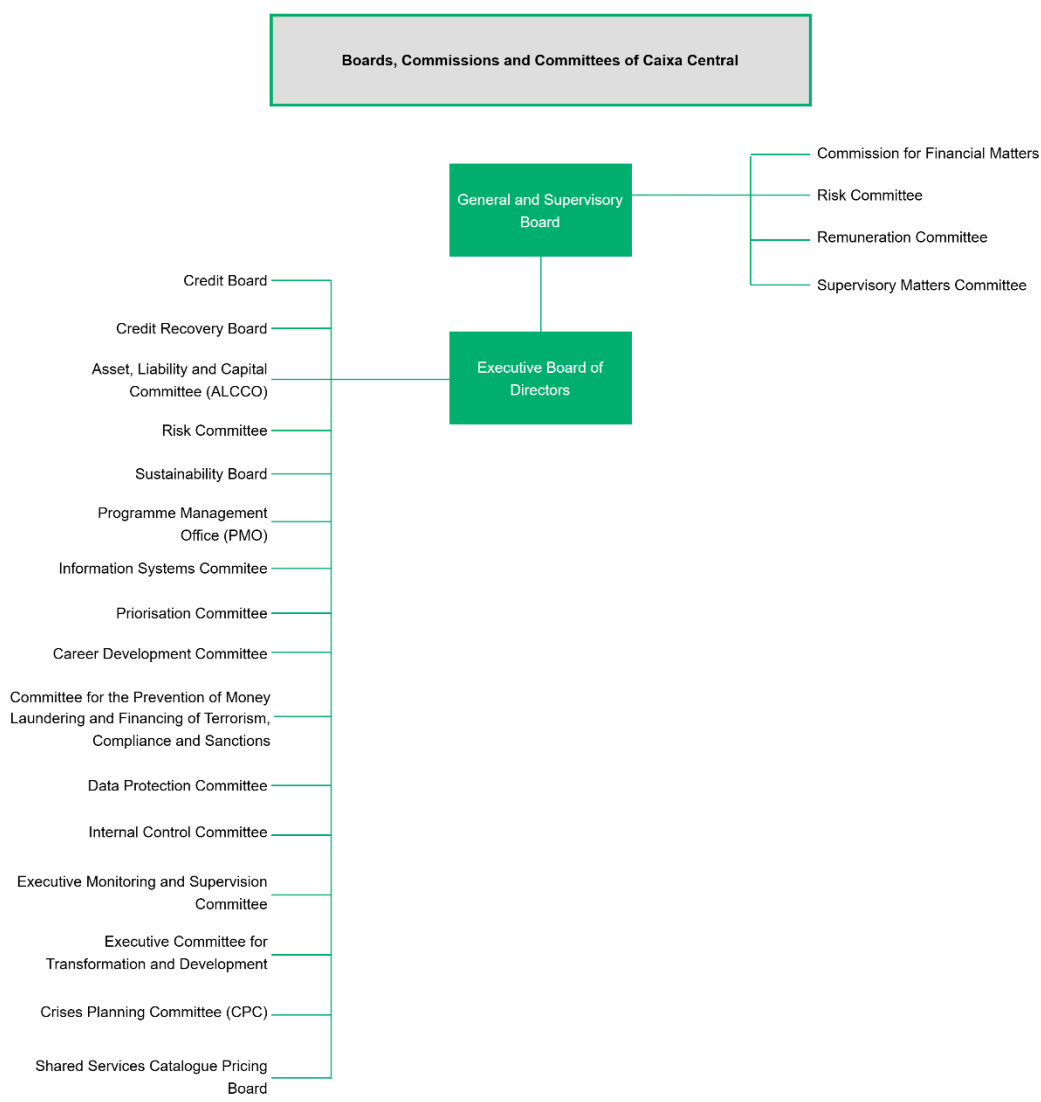 Boards, Commissions and Committees of Caixa Central
General and Supervisory
Board
Commission for Financial Matters
Risk Committee
Remuneration Committee
Supervisory Matters Committee
Executive Board of
Directors
Credit Board
Credit Recovery Board
Asset, Liability and Capital
Committee (ALCCO)
Risk Committee
Sustainability Board
Programme Management
Office (PMO)
Information Systems Commitee
Priorisation Committee
Career Development Committee
Committee for the Prevention of Money
Laundering and Financing of Terrorism,
Compliance and Sanctions
Data Protection Committee
Internal Control Committee
Executive Monitoring and Supervision
Committee
Executive Committee for
Transformation and Development
Crises Planning Committee (CPC)
Shared Services Catalogue Pricing
Board